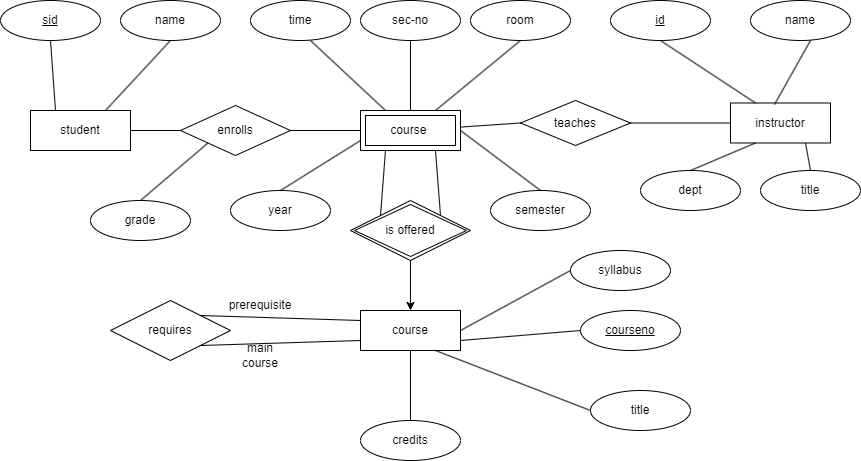 sid
name
time
sec-no
room
id
name
student
enrolls
course
teaches
instructor
grade
year
semester
dept
title
is offered
syllabus
prerequisite
requires
course
courseno
main
course
title
credits